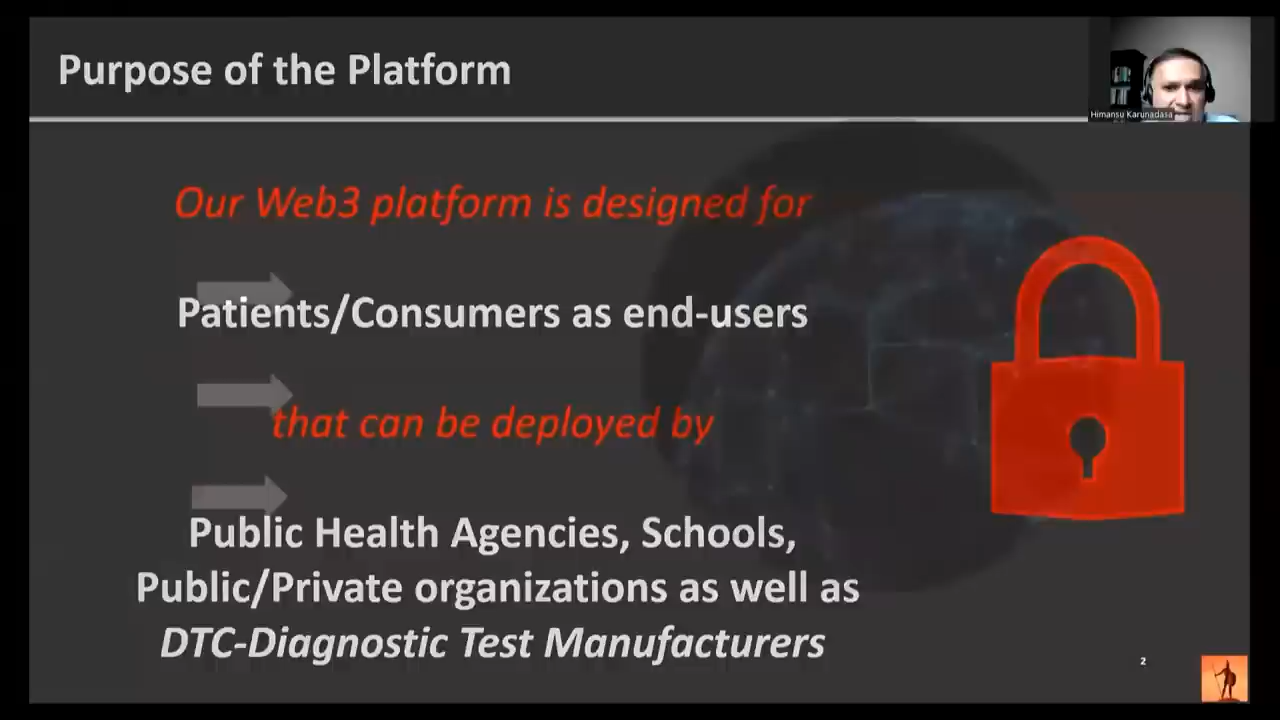 Purpose of the Platform
Himansu Karunadasa
Our Web3 platform is designed for
Patients/Consumers as end-users
that can be deployed by
Public Health Agencies, Schools,
Public/Private organizations as well as
DTC-Diagnostic Test Manufacturers
2